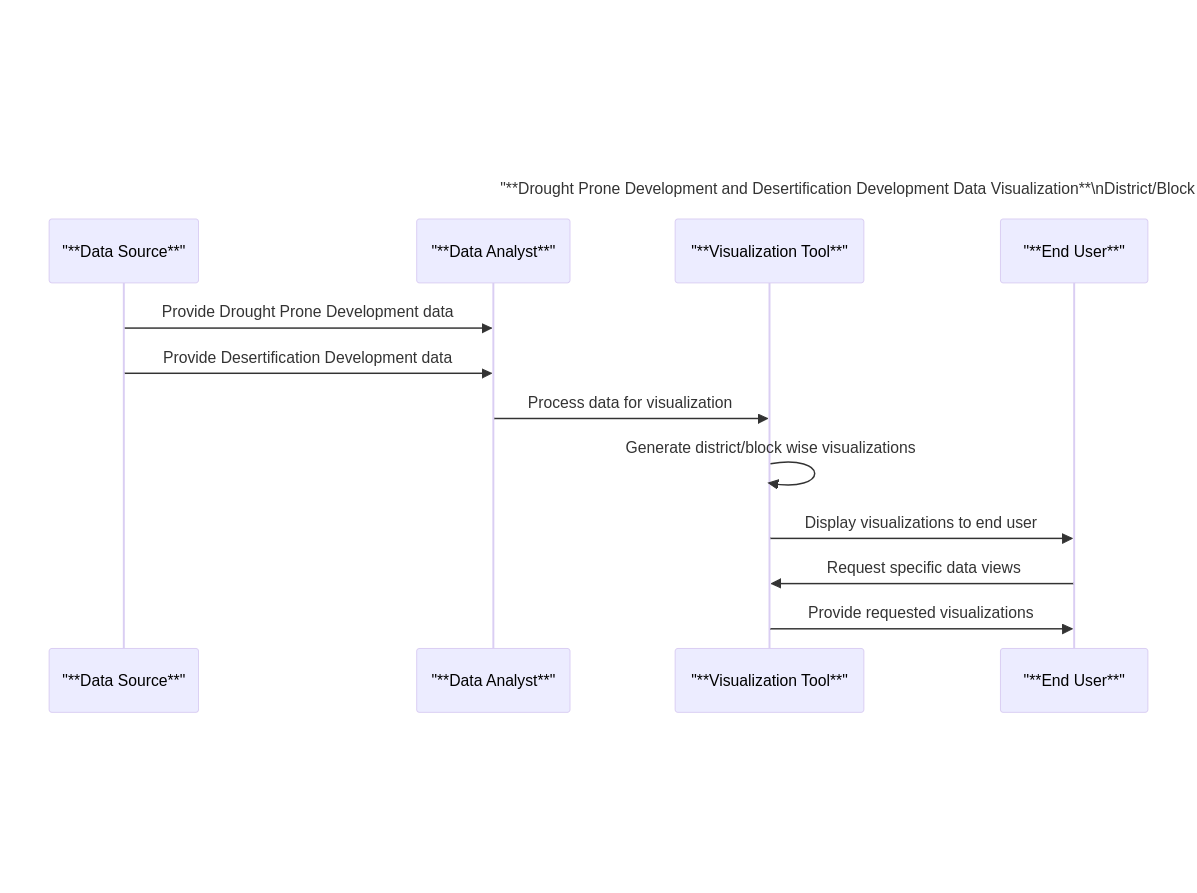 "**Drought Prone Development and Desertification Development Data Visualization**\nDistrict/Block
"**Data Source**"
"**Data Analyst**"
"**Visualization Tool**"
"**End User**"
Provide Drought Prone Development data
Provide Desertification Development data
Process data for visualization
Generate district/block wise visualizations
Display visualizations to end user
Request specific data views
Provide requested visualizations
"**Data Source**"
"**Data Analyst**"
"**Visualization Tool**"
"**End User**"